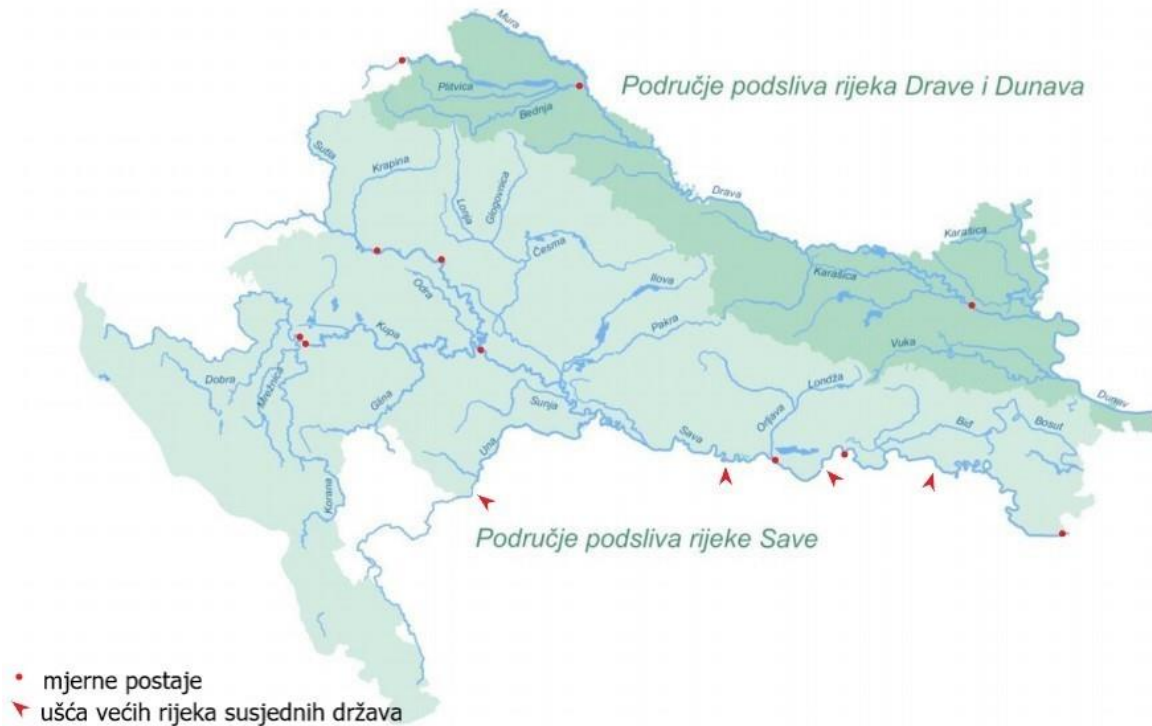 Mura
Plitvica
Područje podsliva rijeka Drave i Dunava
Bednja
Sutla
Krapina
Lonja
Glogovnica
Drava
Karašica
Česma
Ilova
Karašica
Odra
Pakra
Kupa
Vuka
Dobra
Mrežnica
Glina
Sunja
Londža
Dunav
Orljava
Sava
Una
Biđ
Bosut
Korana
Područje podsliva rijeke Save
mjerne postaje
ušća većih rijeka susjednih država